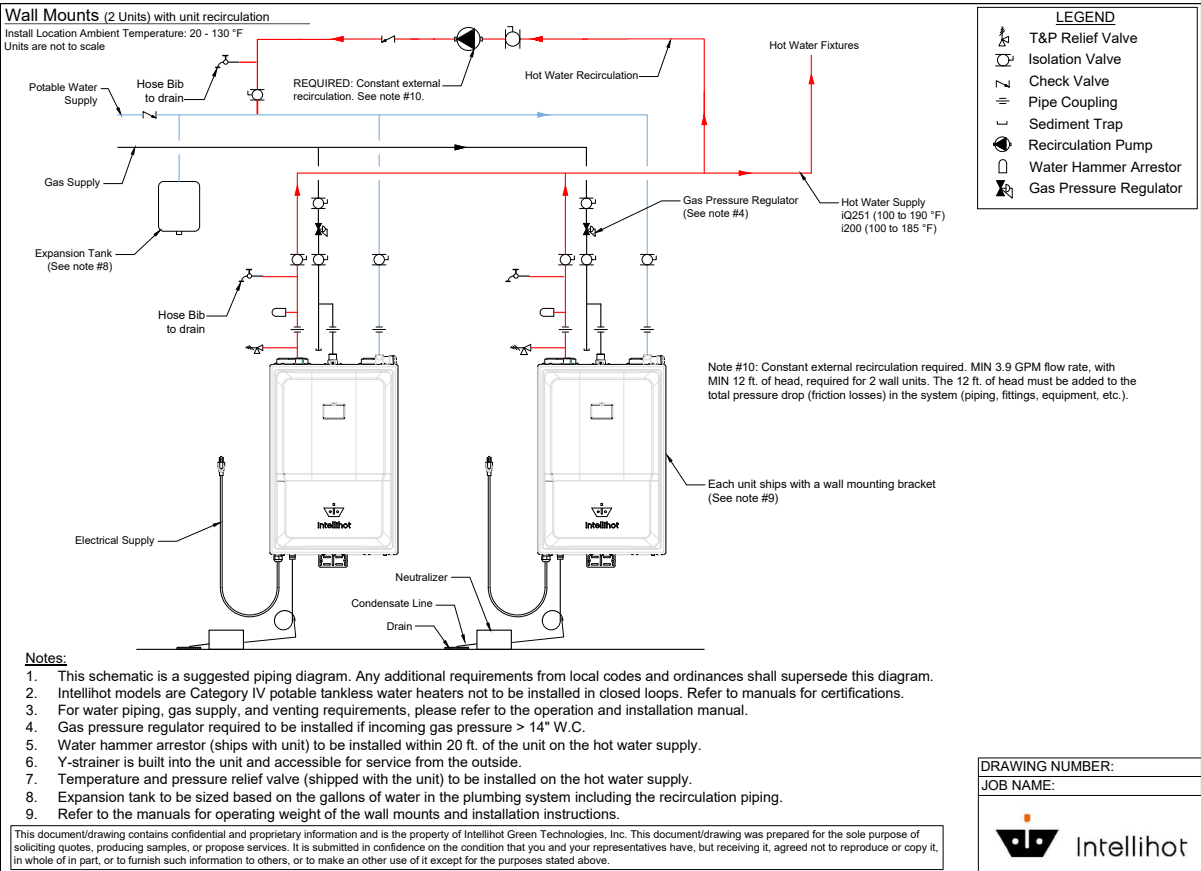 Wall Mounts (2 Units) with unit recirculation
Install Location Ambient Temperature: 20 - 130 °F
Units are not to scale
Potable Water
Supply
Hose Bib
to drain
REQUIRED: Constant external
recirculation. See note #10.
Hot Water Recirculation
Hot Water Fixtures
Gas Supply
Expansion Tank
(See note #8)
Gas Pressure Regulator
(See note #4)
Hot Water Supply
iQ251 (100 to 190 °F)
i200 (100 to 185 °F)
Hose Bib
to drain
Note #10: Constant external recirculation required. MIN 3.9 GPM flow rate, with
MIN 12 ft. of head, required for 2 wall units. The 12 ft. of head must be added to the
total pressure drop (friction losses) in the system (piping, fittings, equipment, etc.).
Each unit ships with a wall mounting bracket
(See note #9)
intellihot
intellihot
Electrical Supply
Neutralizer
Condensate Line
Drain
LEGEND
T&P Relief Valve
Isolation Valve
Check Valve
Pipe Coupling
Sediment Trap
Recirculation Pump
Water Hammer Arrestor
Gas Pressure Regulator
Notes:
1. This schematic is a suggested piping diagram. Any additional requirements from local codes and ordinances shall supersede this diagram.
2. Intellihot models are Category IV potable tankless water heaters not to be installed in closed loops. Refer to manuals for certifications.
3. For water piping, gas supply, and venting requirements, please refer to the operation and installation manual.
4. Gas pressure regulator required to be installed if incoming gas pressure > 14" W.C.
5. Water hammer arrestor (ships with unit) to be installed within 20 ft. of the unit on the hot water supply.
6. Y-strainer is built into the unit and accessible for service from the outside.
7. Temperature and pressure relief valve (shipped with the unit) to be installed on the hot water supply.
8. Expansion tank to be sized based on the gallons of water in the plumbing system including the recirculation piping.
9. Refer to the manuals for operating weight of the wall mounts and installation instructions.
This document/drawing contains confidential and proprietary information and is the property of Intellihot Green Technologies, Inc. This document/drawing was prepared for the sole purpose of
soliciting quotes, producing samples, or propose services. It is submitted in confidence on the condition that you and your representatives have, but receiving it, agreed not to reproduce or copy it,
in whole of in part, or to furnish such information to others, or to make an other use of it except for the purposes stated above.
DRAWING NUMBER:
JOB NAME:
Intellihot